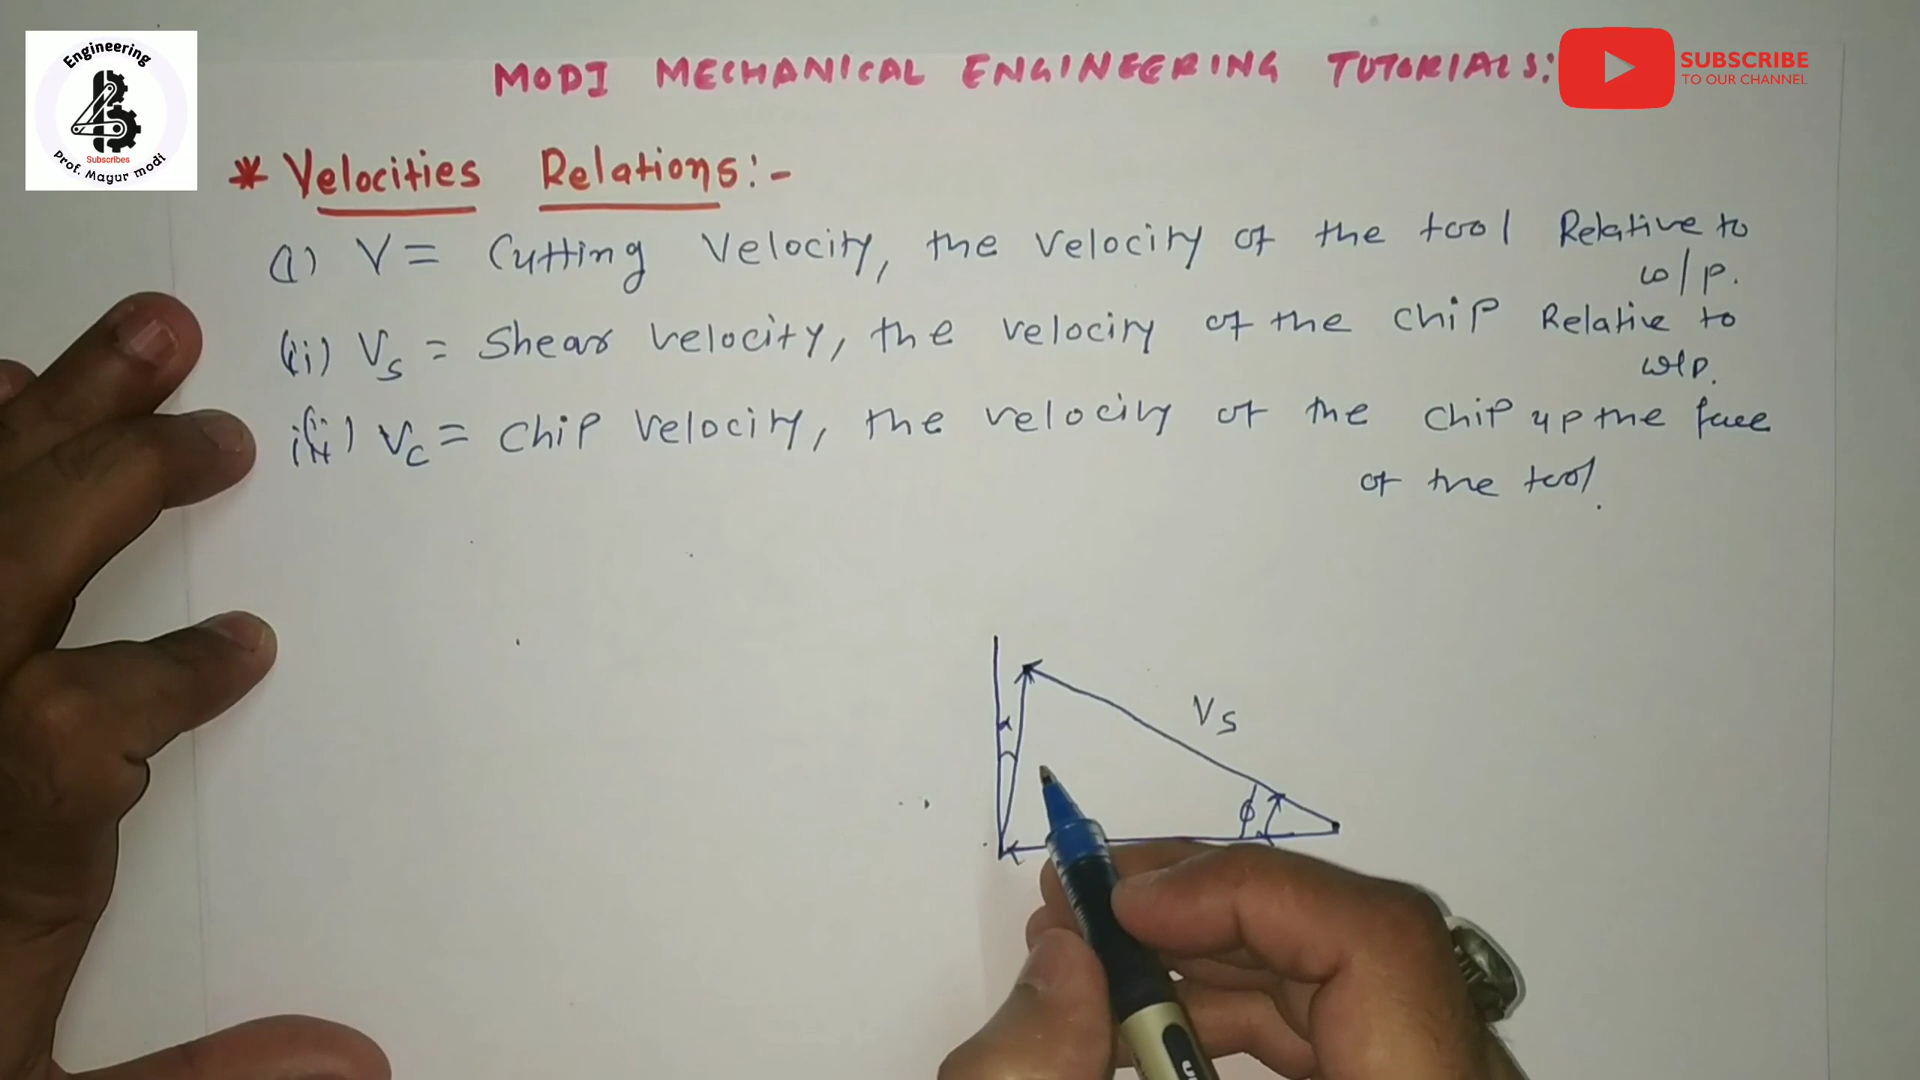 Engineering
Subscribes
Prof. Mayur modi
MODI MECHANICAL ENGINEERING TUTORIALS:
SUBSCRIBE
TO OUR CHANNEL
* Velocities Relations:-
(i) V = Cutting Velocity, the velocity of the tool Relative to
w/p.
(ii) Vs = Shear velocity, the velocity of the chip Relative to
w/p.
(iii) Vc = Chip velocity, the velocity of the chip up the face
of the tool.
Vs
α
ϕ